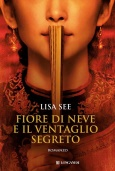 LISA SEE
FIORE DI NEVE
E IL VENTAGLIO
SEGRETO
ROMANZO
LONGANESI